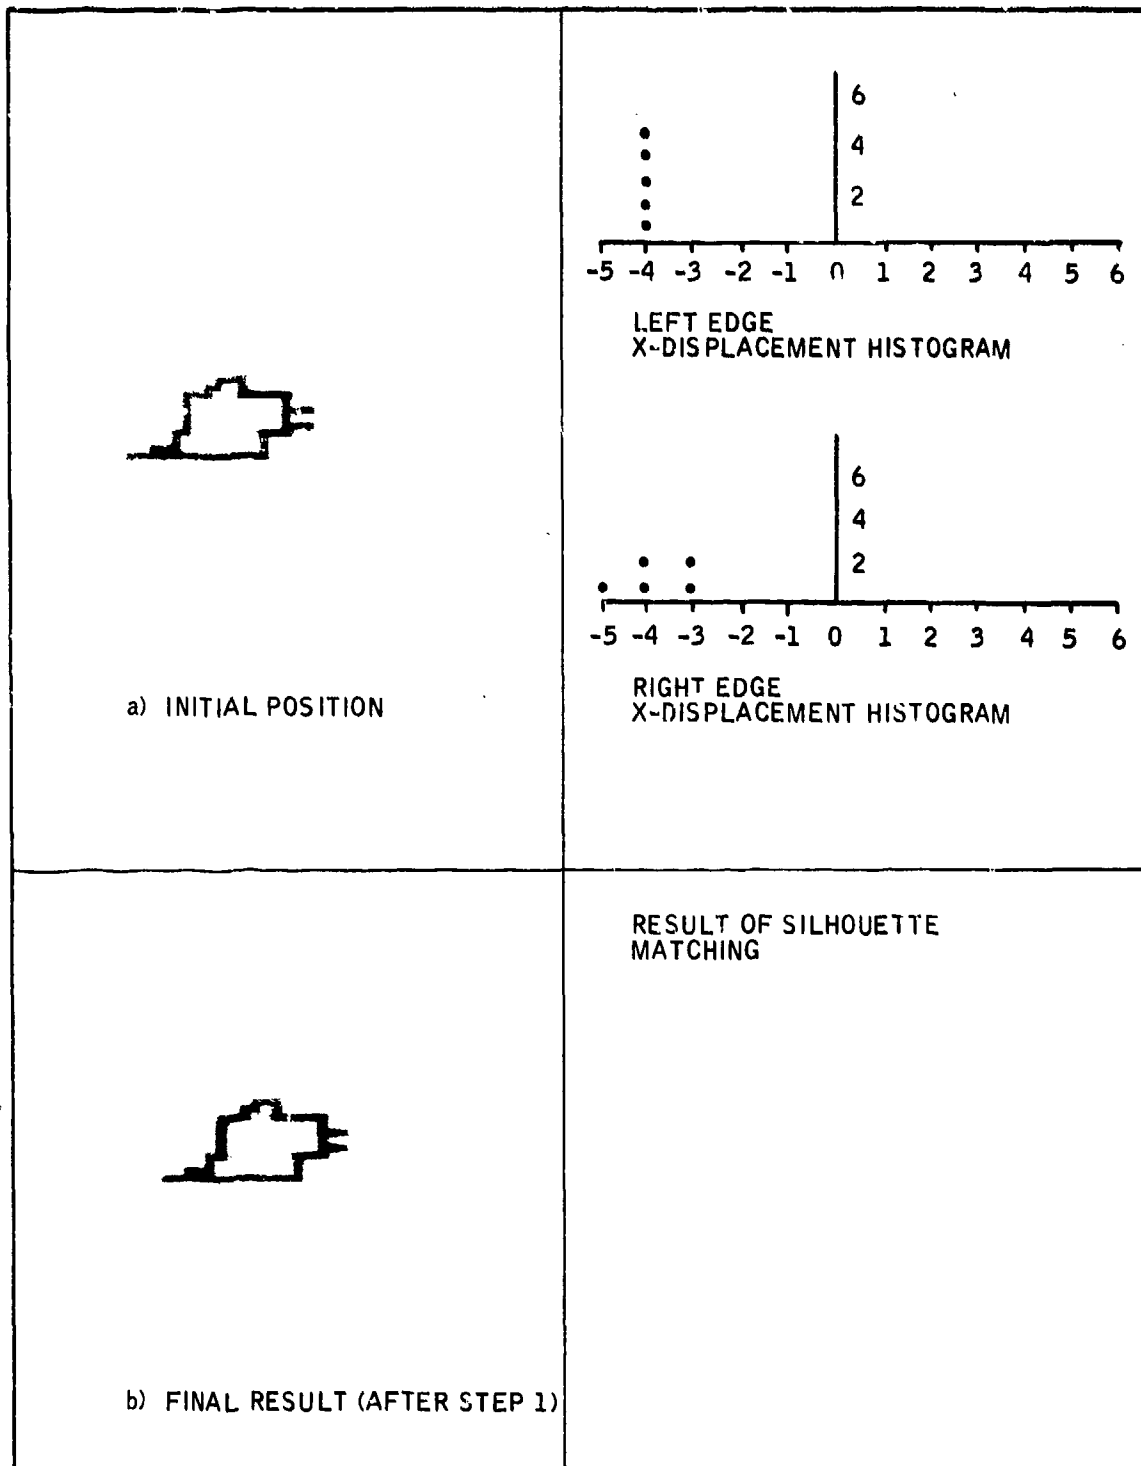 6
4
2
-5 -4 -3 -2 -1 0 1 2 3 4 5 6
LEFT EDGE
X-DISPLACEMENT HISTOGRAM
6
4
2
-5 -4 -3 -2 -1 0 1 2 3 4 5 6
RIGHT EDGE
X-DISPLACEMENT HISTOGRAM
a) INITIAL POSITION
RESULT OF SILHOUETTE
MATCHING
b) FINAL RESULT (AFTER STEP 1)